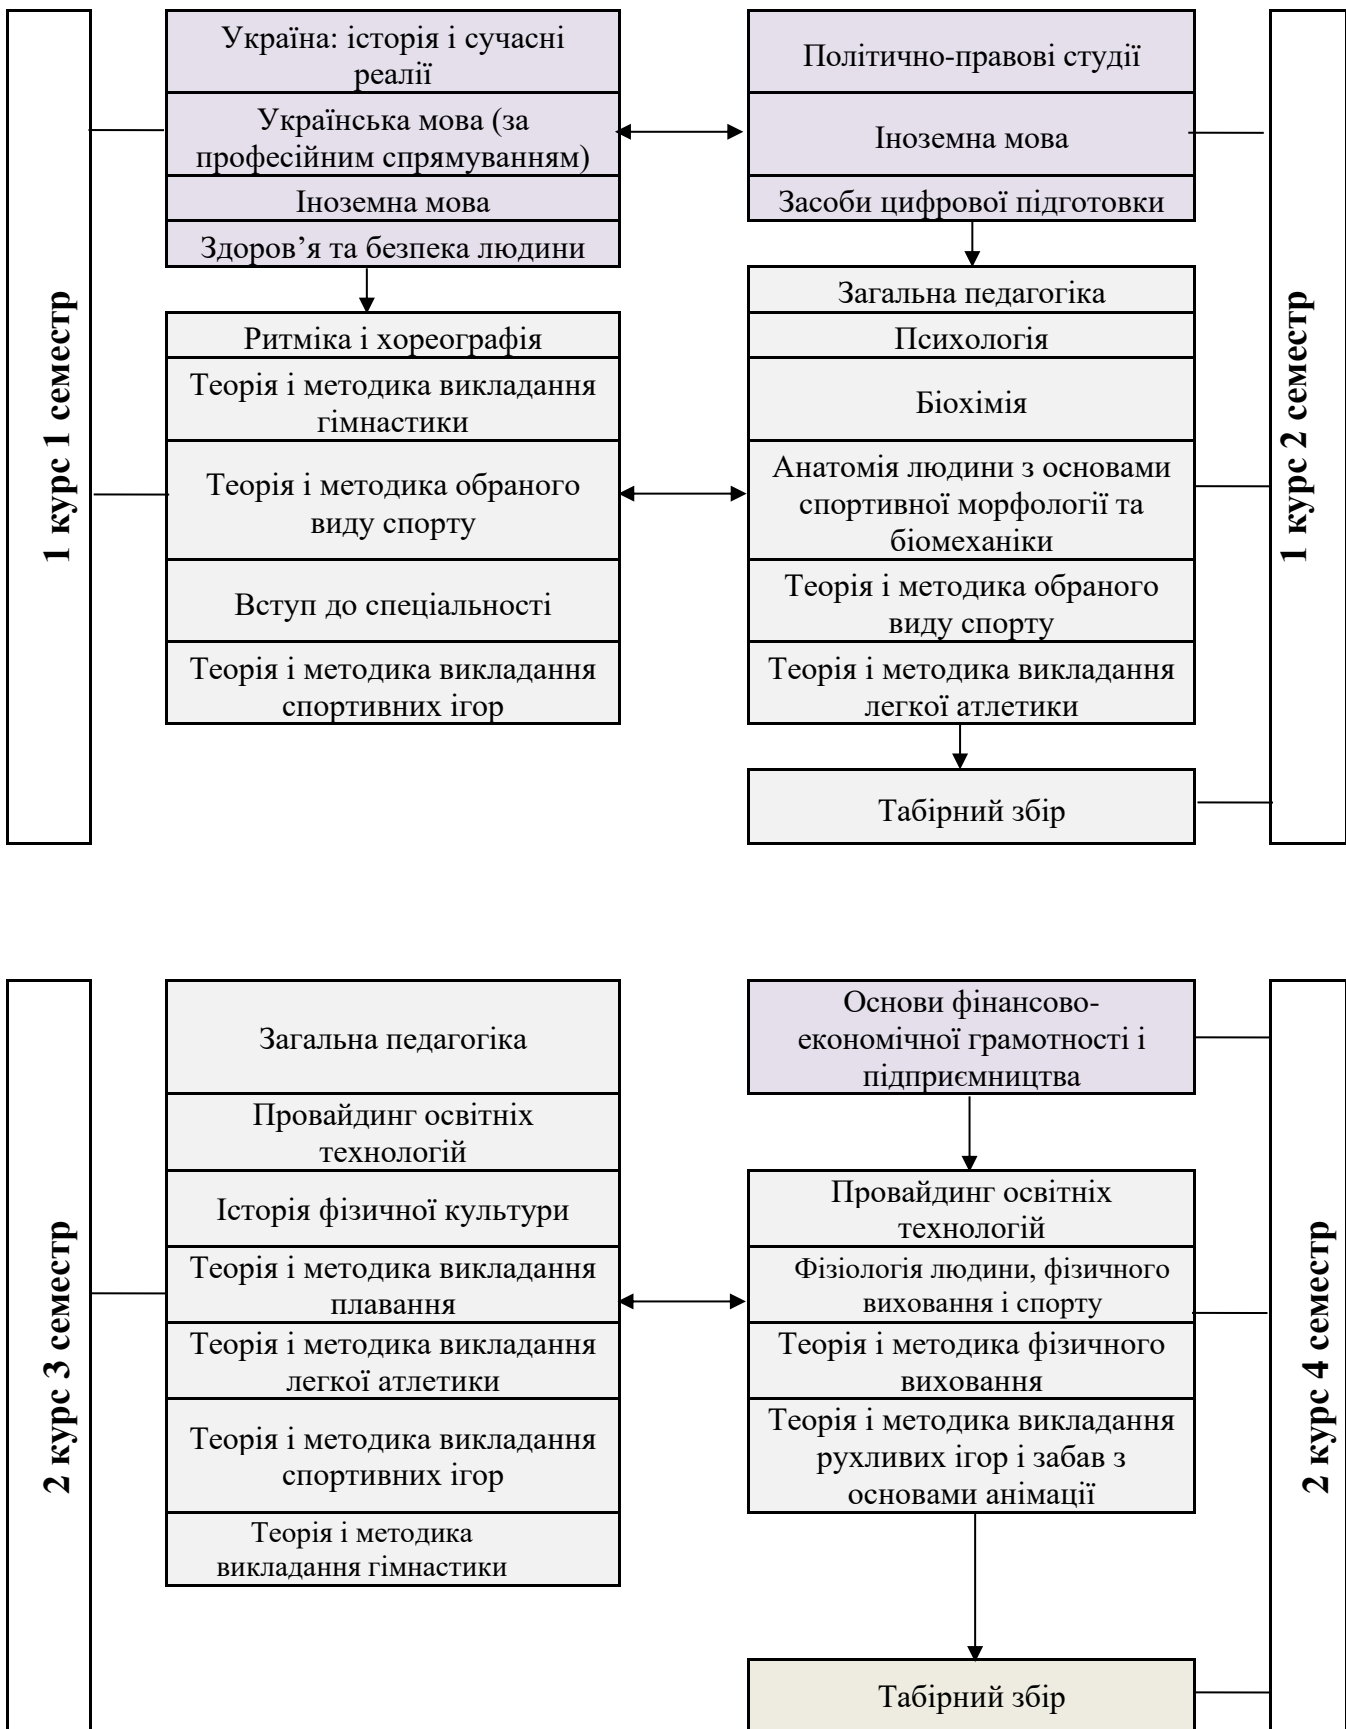 1 курс 1 семестр
Україна: історія і сучасні
реалії
Українська мова (за
професійним спрямуванням)
Іноземна мова
Здоров’я та безпека людини
Ритміка і хореографія
Теорія і методика викладання
гімнастики
Теорія і методика обраного
виду спорту
Вступ до спеціальності
Теорія і методика викладання
спортивних ігор
Політично-правові студії
Іноземна мова
Засоби цифрової підготовки
Загальна педагогіка
Психологія
Біохімія
Анатомія людини з основами
спортивної морфології та
біомеханіки
Теорія і методика обраного
виду спорту
Теорія і методика викладання
легкої атлетики
Табірний збір
1 курс 2 семестр
2 курс 3 семестр
Загальна педагогіка
Провайдинг освітніх
технологій
Історія фізичної культури
Теорія і методика викладання
плавання
Теорія і методика викладання
легкої атлетики
Теорія і методика викладання
спортивних ігор
Теорія і методика
викладання гімнастики
Основи фінансово-
економічної грамотності і
підприємництва
Провайдинг освітніх
технологій
Фізіологія людини, фізичного
виховання і спорту
Теорія і методика фізичного
виховання
Теорія і методика викладання
рухливих ігор і забав з
основами анімації
Табірний збір
2 курс 4 семестр